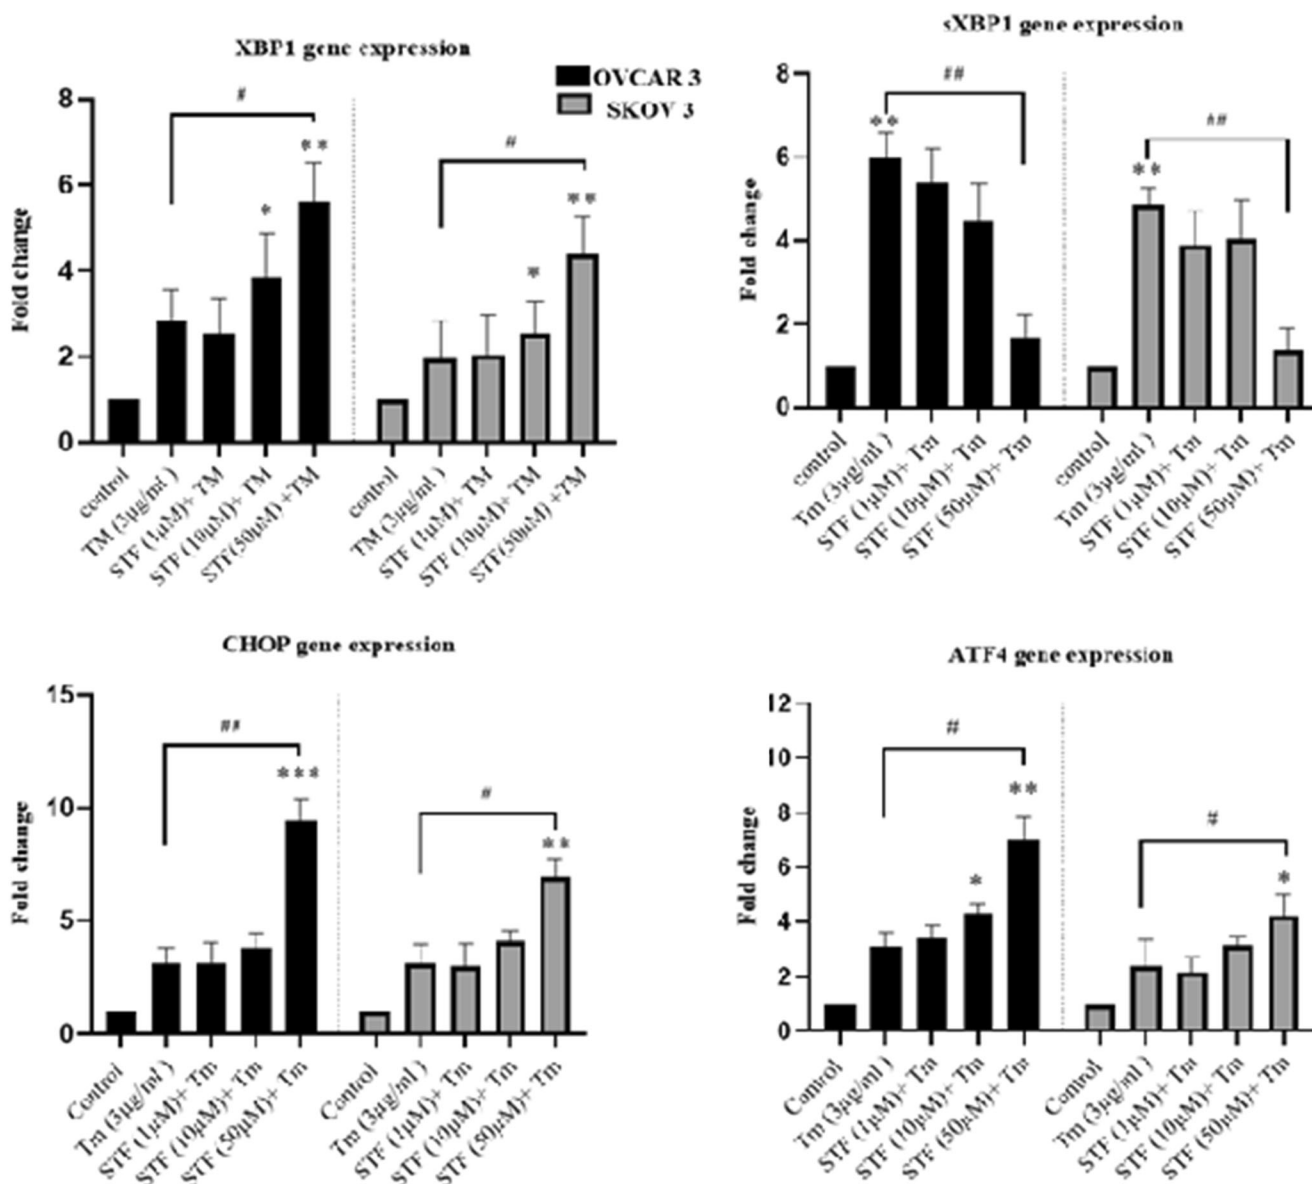 XBP1 gene expression
OVCAR 3
SKOV 3
8
6
4
2
0
Fold change
#
**
*
#
**
*
control
TM (3µg/ml)
STF (1µM)+ TM
STF (10µM)+ TM
STF(50µM) +TM
control
TM (3µg/ml)
STF (1µM)+ TM
STF (10µM)+ TM
STF(50µM) +TM
sXBP1 gene expression
8
6
4
2
0
Fold change
##
**
##
**
control
Tm (3µg/ml)
STF (1µM)+ Tm
STF (10µM)+ Tm
STF (50µM)+ Tm
control
Tm (3µg/ml)
STF (1µM)+ Tm
STF (10µM)+ Tm
STF (50µM)+ Tm
CHOP gene expression
15
10
5
0
Fold change
##
***
#
**
Control
Tm (3µg/ml)
STF (1µM)+ Tm
STF (10µM)+ Tm
STF (50µM)+ Tm
Control
Tm (3µg/ml)
STF (1µM)+ Tm
STF (10µM)+ Tm
STF (50µM)+ Tm
ATF4 gene expression
12
10
8
6
4
2
0
Fold change
#
**
*
#
*
Control
Tm (3µg/ml)
STF (1µM)+ Tm
STF (10µM)+ Tm
STF (50µM)+ Tm
Control
Tm (3µg/ml)
STF (1µM)+ Tm
STF (10µM)+ Tm
STF (50µM)+ Tm